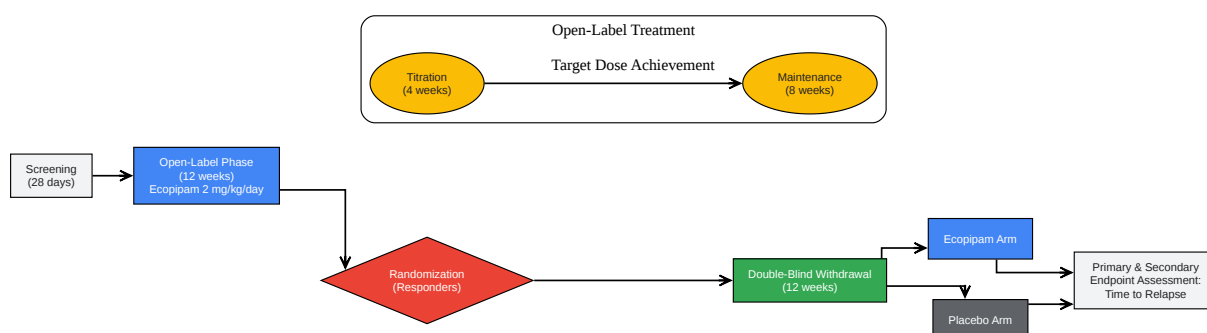 Open-Label Treatment
Target Dose Achievement
Titration
(4 weeks)
Maintenance
(8 weeks)
Screening
(28 days)
Open-Label Phase
(12 weeks)
Ecopipam 2 mg/kg/day
Randomization
(Responders)
Double-Blind Withdrawal
(12 weeks)
Ecopipam Arm
Placebo Arm
Primary & Secondary
Endpoint Assessment:
Time to Relapse